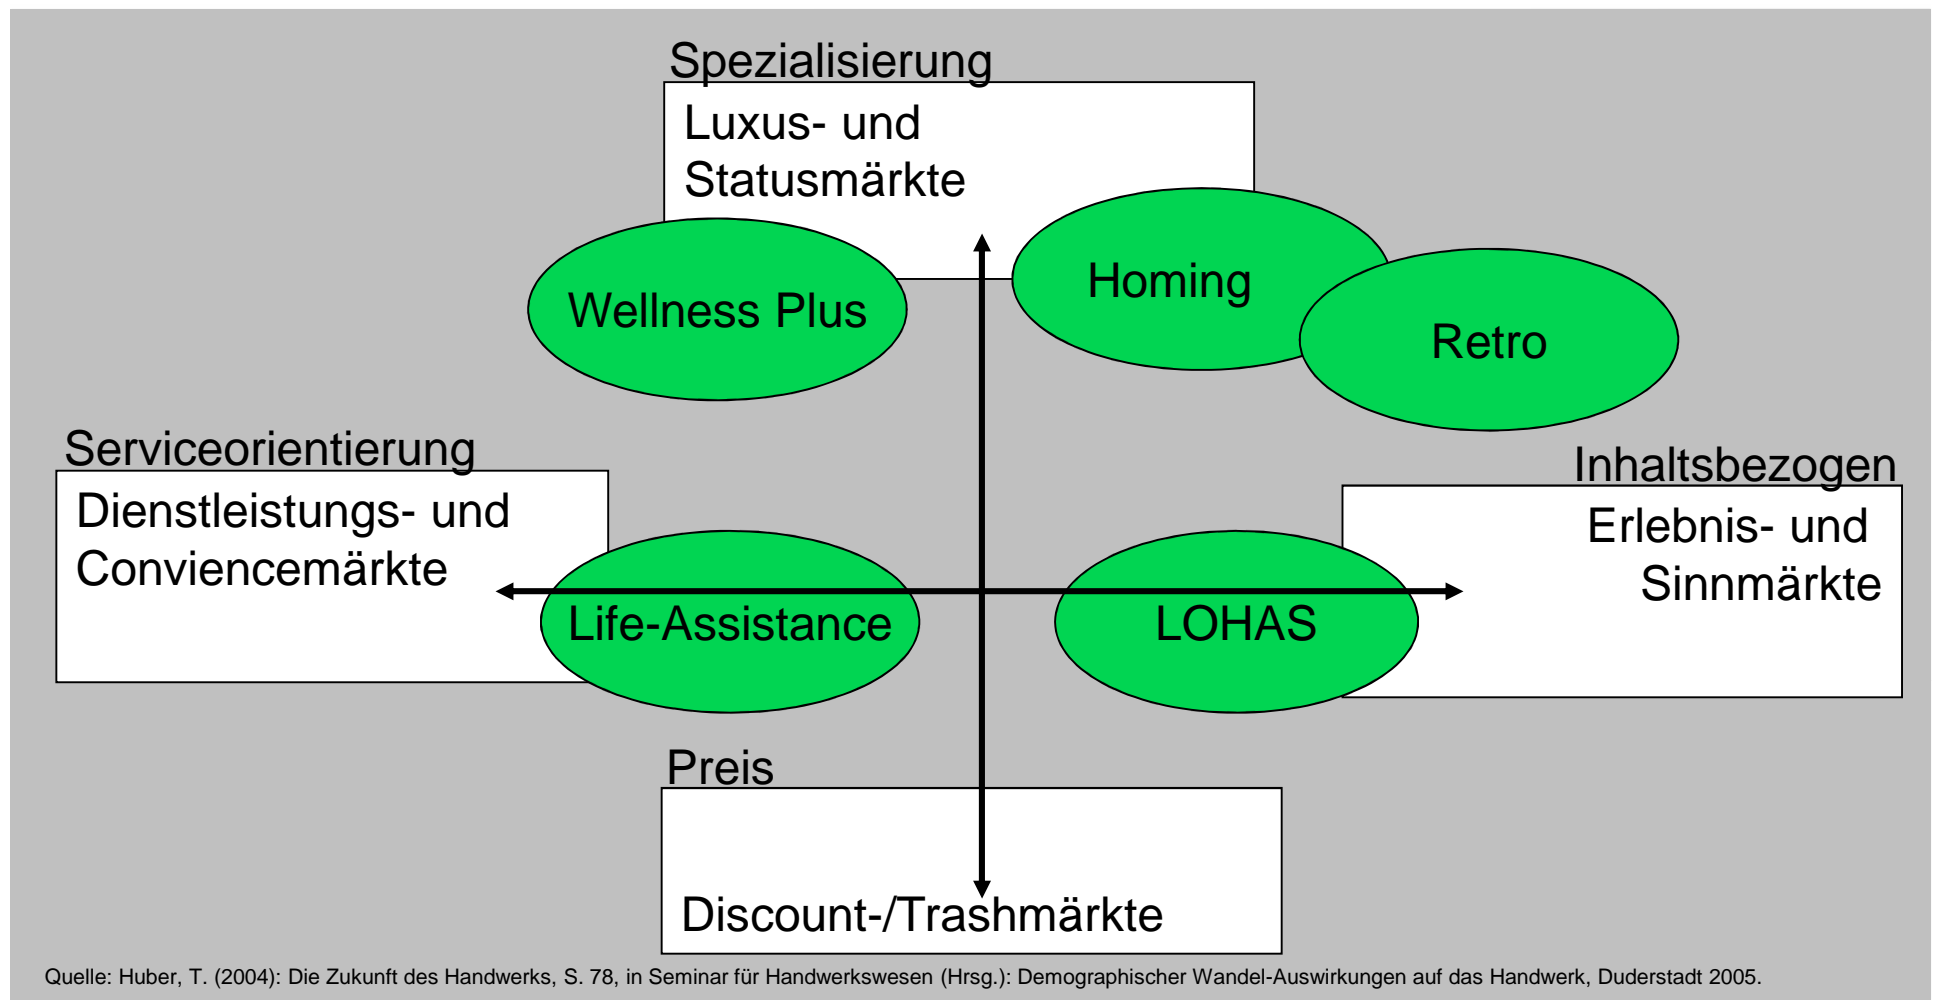 Spezialisierung
Luxus- und
Statusmärkte
Homing
Wellness Plus
Retro
Serviceorientierung
Dienstleistungs- und
Conviencemärkte
Inhaltsbezogen
Erlebnis- und
Sinnmärkte
Life-Assistance
LOHAS
Preis
Discount-/Trashmärkte
Quelle: Huber, T. (2004): Die Zukunft des Handwerks, S. 78, in Seminar für Handwerkswesen (Hrsg.): Demographischer Wandel-Auswirkungen auf das Handwerk, Duderstadt 2005.